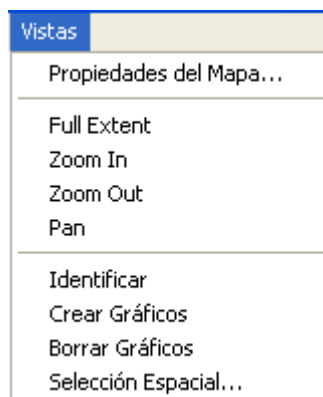 Vistas
Propiedades del Mapa...
Full Extent
Zoom In
Zoom Out
Pan
Identificar
Crear Gráficos
Borrar Gráficos
Selección Espacial...